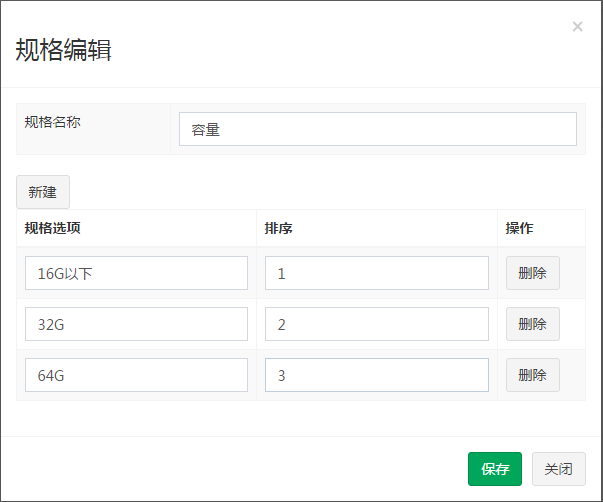 ×
规格编辑
规格名称 容量
新建
规格选项 排序 操作
16G以下 1 删除
32G 2 删除
64G 3 删除
保存 关闭